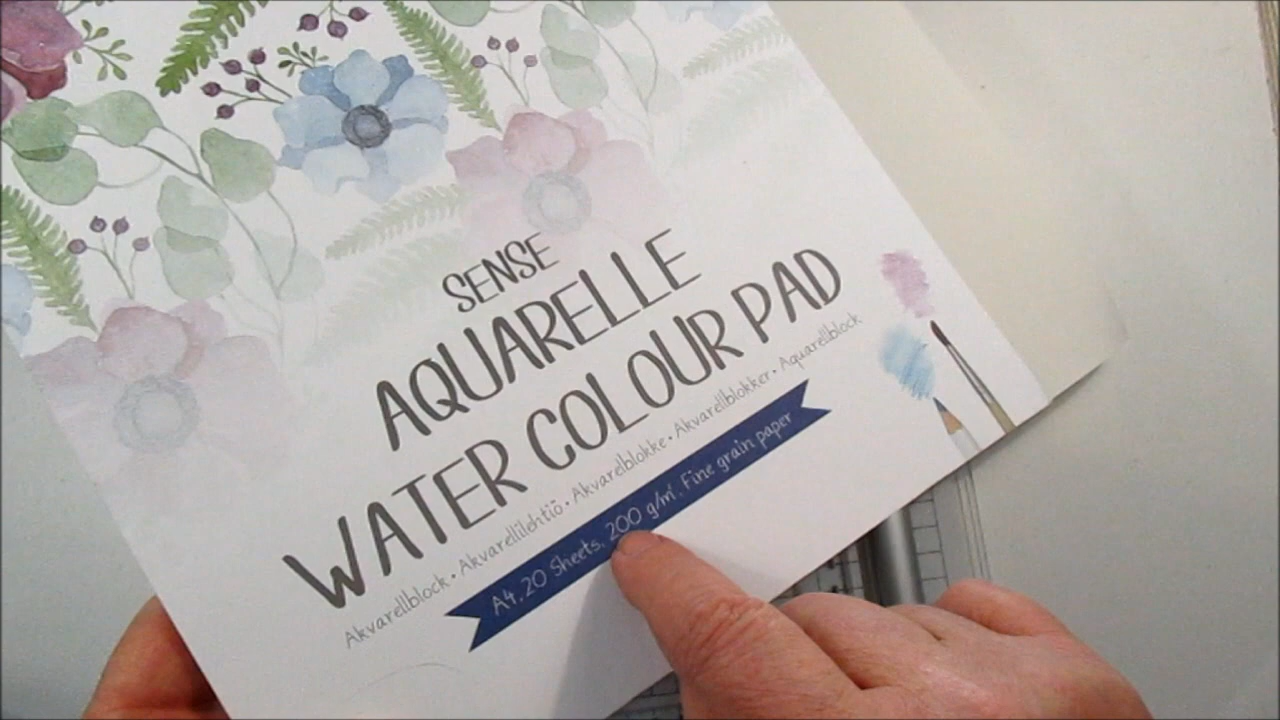 SENSE
AQUARELLE
WATER COLOUR PAD
Akvarellblock • Akvarellilehtiö • Akvarelblokke • Akvarellblokker • Aquarellblock
A4, 20 Sheets, 200 g/m², Fine grain paper